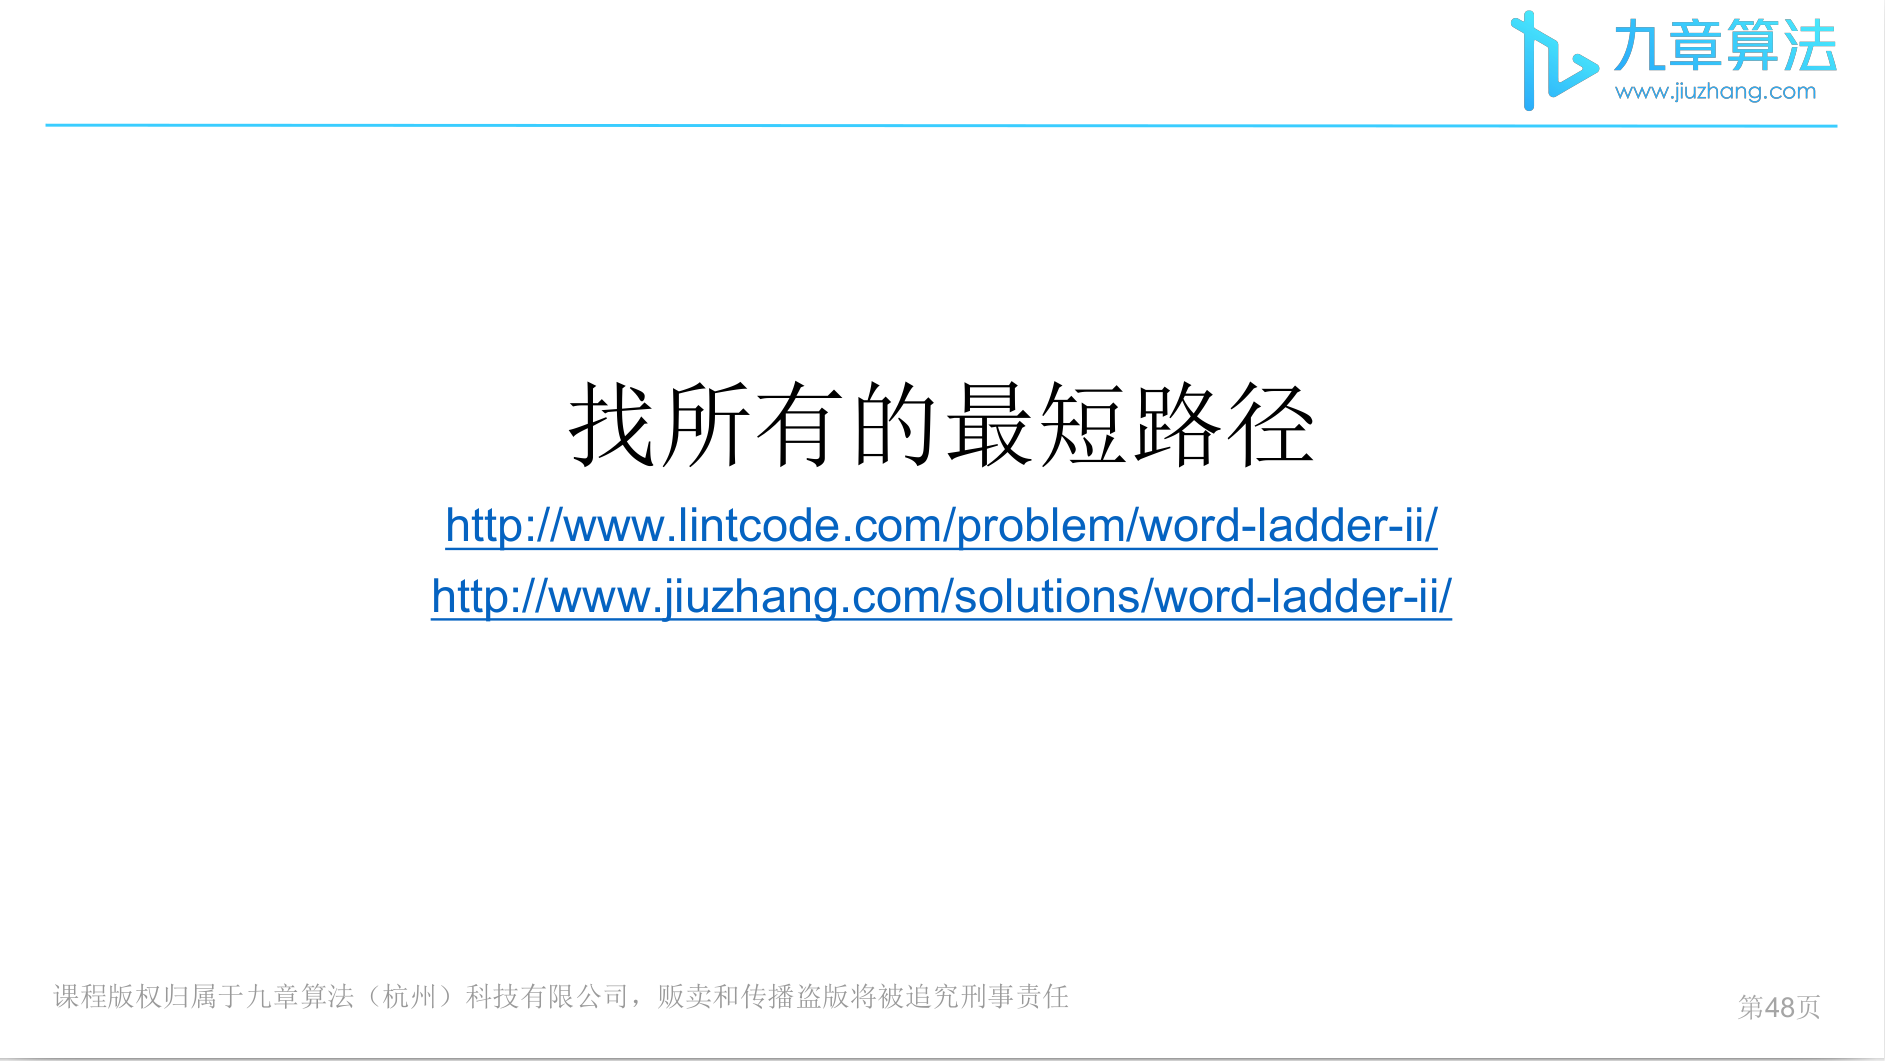 九章算法
www.jiuzhang.com
找所有的最短路径
http://www.lintcode.com/problem/word-ladder-ii/
http://www.jiuzhang.com/solutions/word-ladder-ii/
课程版权归属于九章算法（杭州）科技有限公司，贩卖和传播盗版将被追究刑事责任
第48页